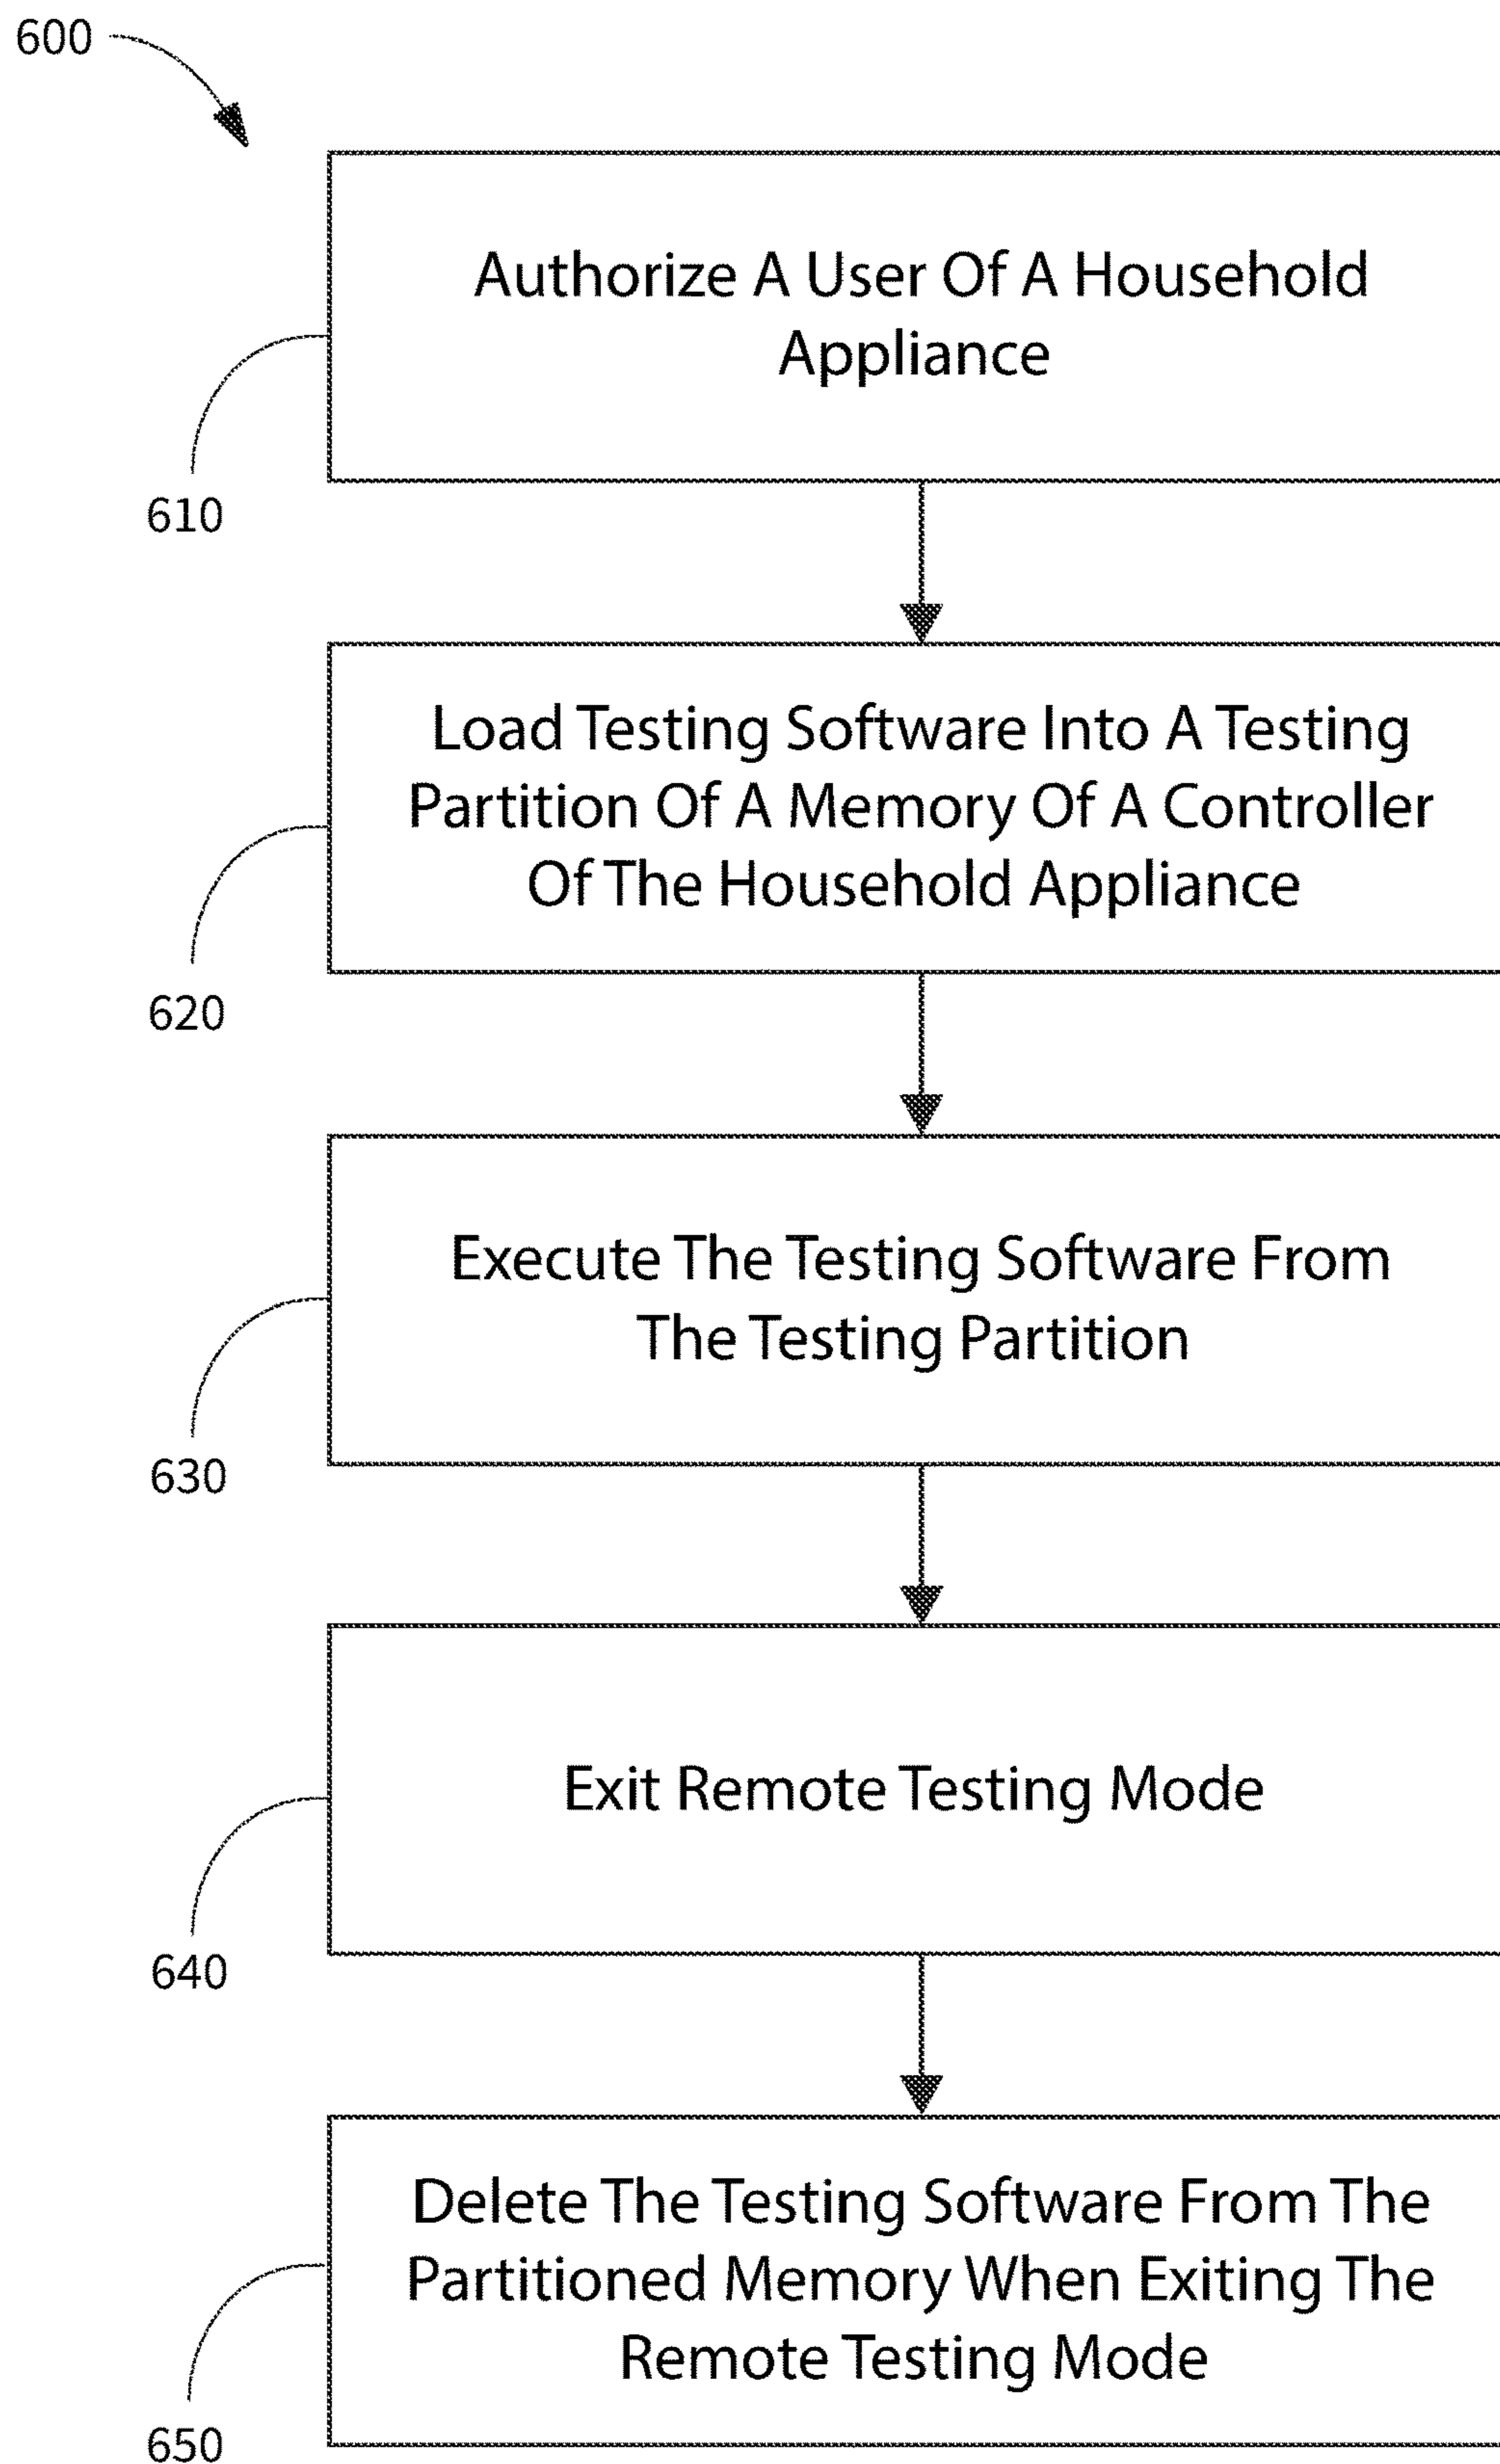 600
Authorize A User Of A Household
Appliance
610
Load Testing Software Into A Testing
Partition Of A Memory Of A Controller
Of The Household Appliance
620
Execute The Testing Software From
The Testing Partition
630
Exit Remote Testing Mode
640
Delete The Testing Software From The
Partitioned Memory When Exiting The
Remote Testing Mode
650